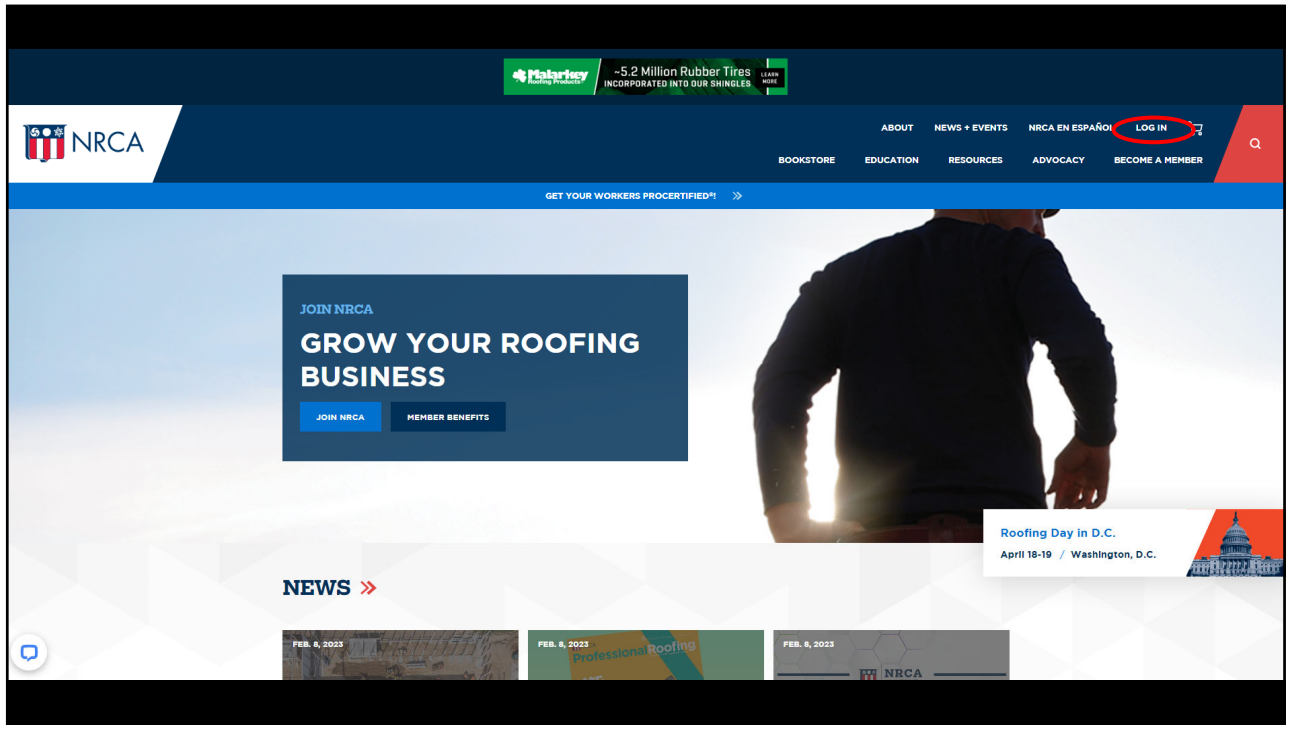 Malarkey
Roofing Products
~5.2 Million Rubber Tires
INCORPORATED INTO OUR SHINGLES
LEARN
MORE
NRCA
ABOUT NEWS + EVENTS NRCA EN ESPAÑOL LOG IN
BOOKSTORE EDUCATION RESOURCES ADVOCACY BECOME A MEMBER
GET YOUR WORKERS PROCERTIFIED®!
JOIN NRCA
GROW YOUR ROOFING
BUSINESS
JOIN NRCA MEMBER BENEFITS
Roofing Day in D.C.
April 18-19 / Washington, D.C.
NEWS
FEB. 8, 2023
FEB. 8, 2023
Professional Roofing
FEB. 8, 2023
NRCA